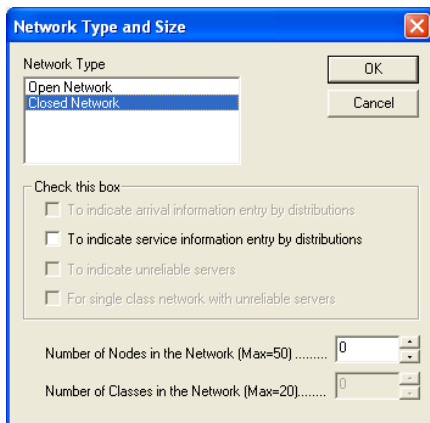 Network Type and Size
Network Type
OK
Open Network
Closed Network
Cancel
Check this box
To indicate arrival information entry by distributions
To indicate service information entry by distributions
To indicate unreliable servers
For single class network with unreliable servers
Number of Nodes in the Network (Max=50) ......... 0
Number of Classes in the Network (Max=20)....... 0